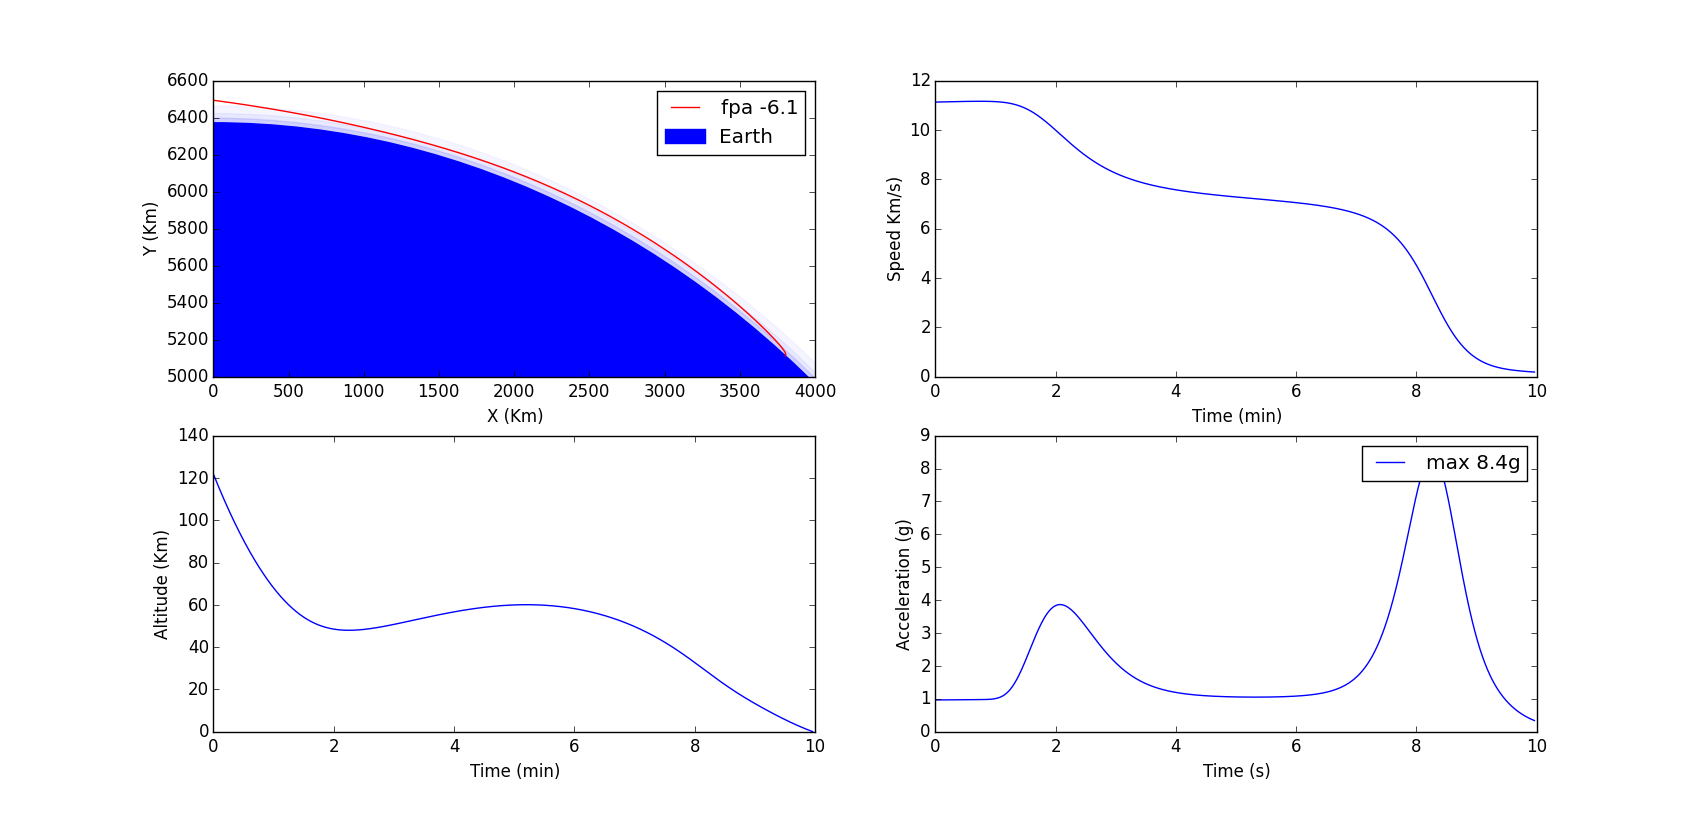 6600
6400
6200
6000
5800
5600
5400
5200
5000
Y (Km)
fpa -6.1
Earth
0 500 1000 1500 2000 2500 3000 3500 4000
X (Km)
12
10
8
6
4
2
0
Speed Km/s)
0 2 4 6 8 10
Time (min)
140
120
100
80
60
40
20
0
Altitude (Km)
0 2 4 6 8 10
Time (min)
9
8
7
6
5
4
3
2
1
0
Acceleration (g)
max 8.4g
0 2 4 6 8 10
Time (s)